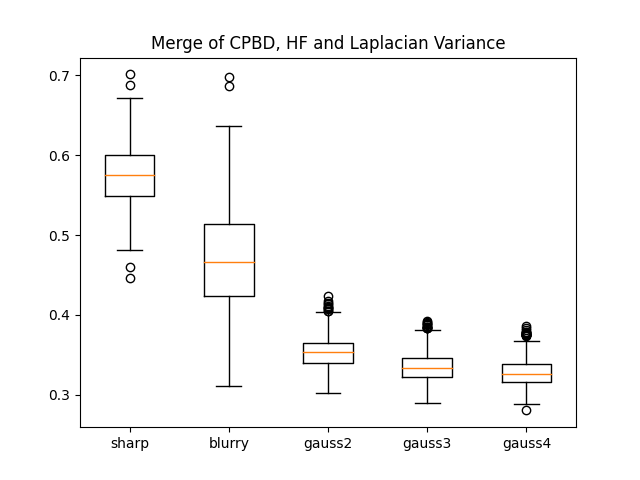 Merge of CPBD, HF and Laplacian Variance
0.7
0.6
0.5
0.4
0.3
sharp blurry gauss2 gauss3 gauss4